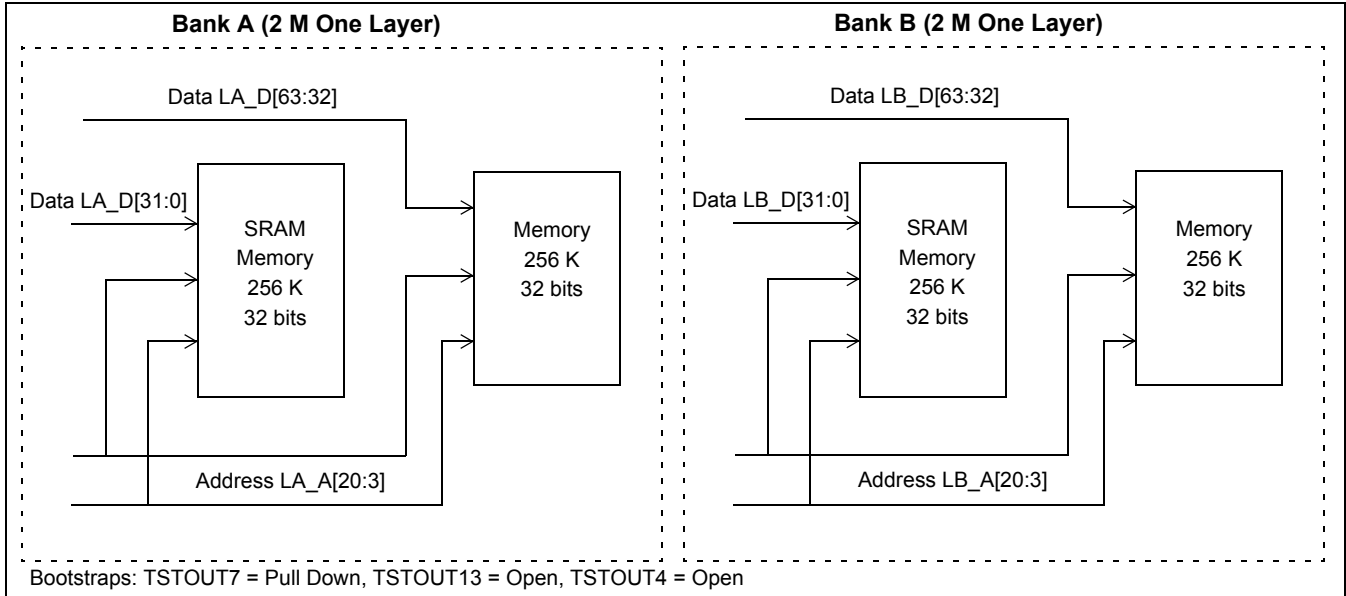 Bank A (2 M One Layer)
Data LA_D[63:32]
Data LA_D[31:0]
SRAM
Memory
256 K
32 bits
Memory
256 K
32 bits
Address LA_A[20:3]
Bank B (2 M One Layer)
Data LB_D[63:32]
Data LB_D[31:0]
SRAM
Memory
256 K
32 bits
Memory
256 K
32 bits
Address LB_A[20:3]
Bootstraps: TSTOUT7 = Pull Down, TSTOUT13 = Open, TSTOUT4 = Open